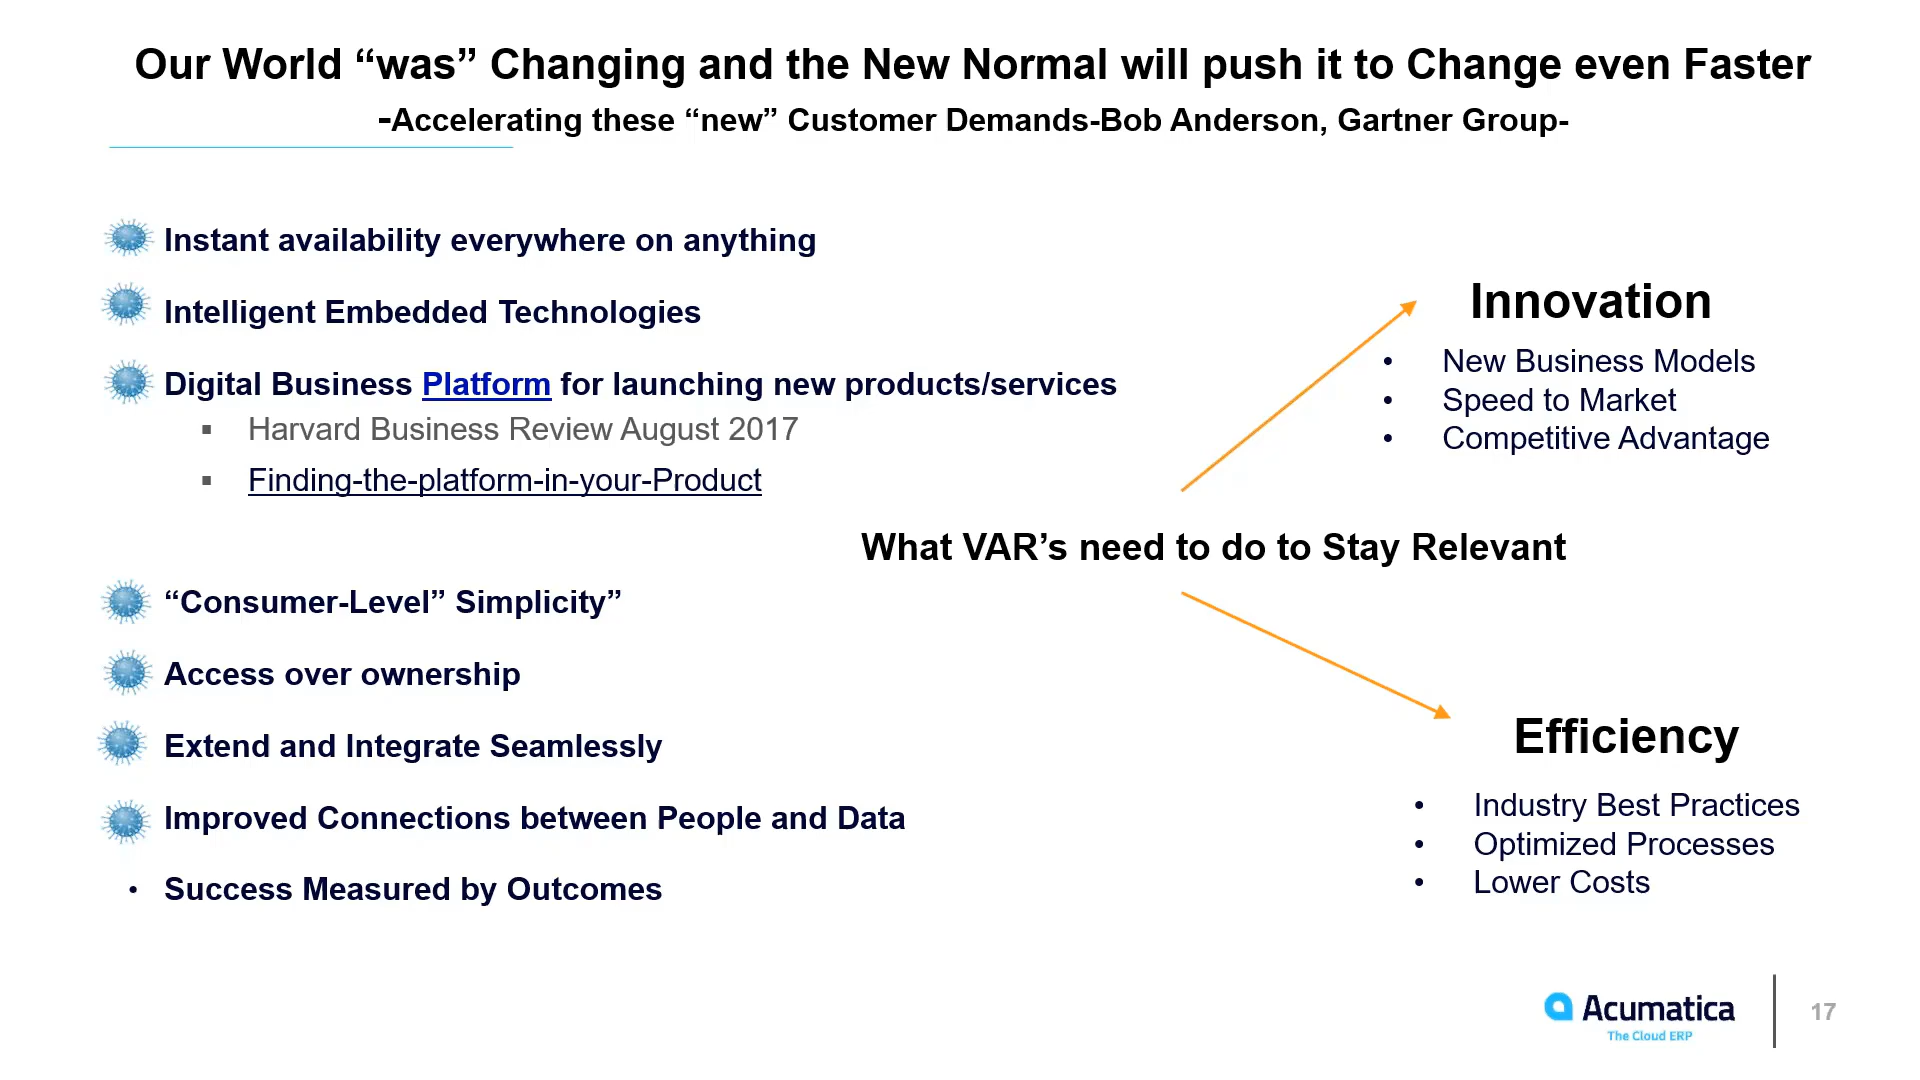 Our World “was” Changing and the New Normal will push it to Change even Faster
-Accelerating these “new” Customer Demands-Bob Anderson, Gartner Group-
Instant availability everywhere on anything
Intelligent Embedded Technologies
Digital Business Platform for launching new products/services
▪ Harvard Business Review August 2017
▪ Finding-the-platform-in-your-Product
“Consumer-Level” Simplicity”
Access over ownership
Extend and Integrate Seamlessly
Improved Connections between People and Data
• Success Measured by Outcomes
What VAR’s need to do to Stay Relevant
Innovation
• New Business Models
• Speed to Market
• Competitive Advantage
Efficiency
• Industry Best Practices
• Optimized Processes
• Lower Costs
Acumatica
The Cloud ERP
17